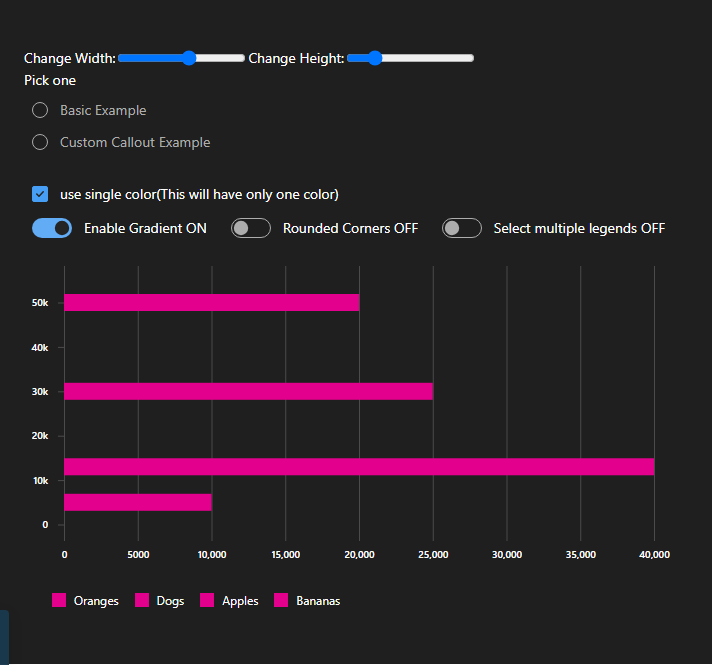 Change Width: Change Height:
Pick one
Basic Example
Custom Callout Example
use single color(This will have only one color)
Enable Gradient ON Rounded Corners OFF Select multiple legends OFF
50k
40k
30k
20k
10k
0
0 5000 10,000 15,000 20,000 25,000 30,000 35,000 40,000
Oranges Dogs Apples Bananas